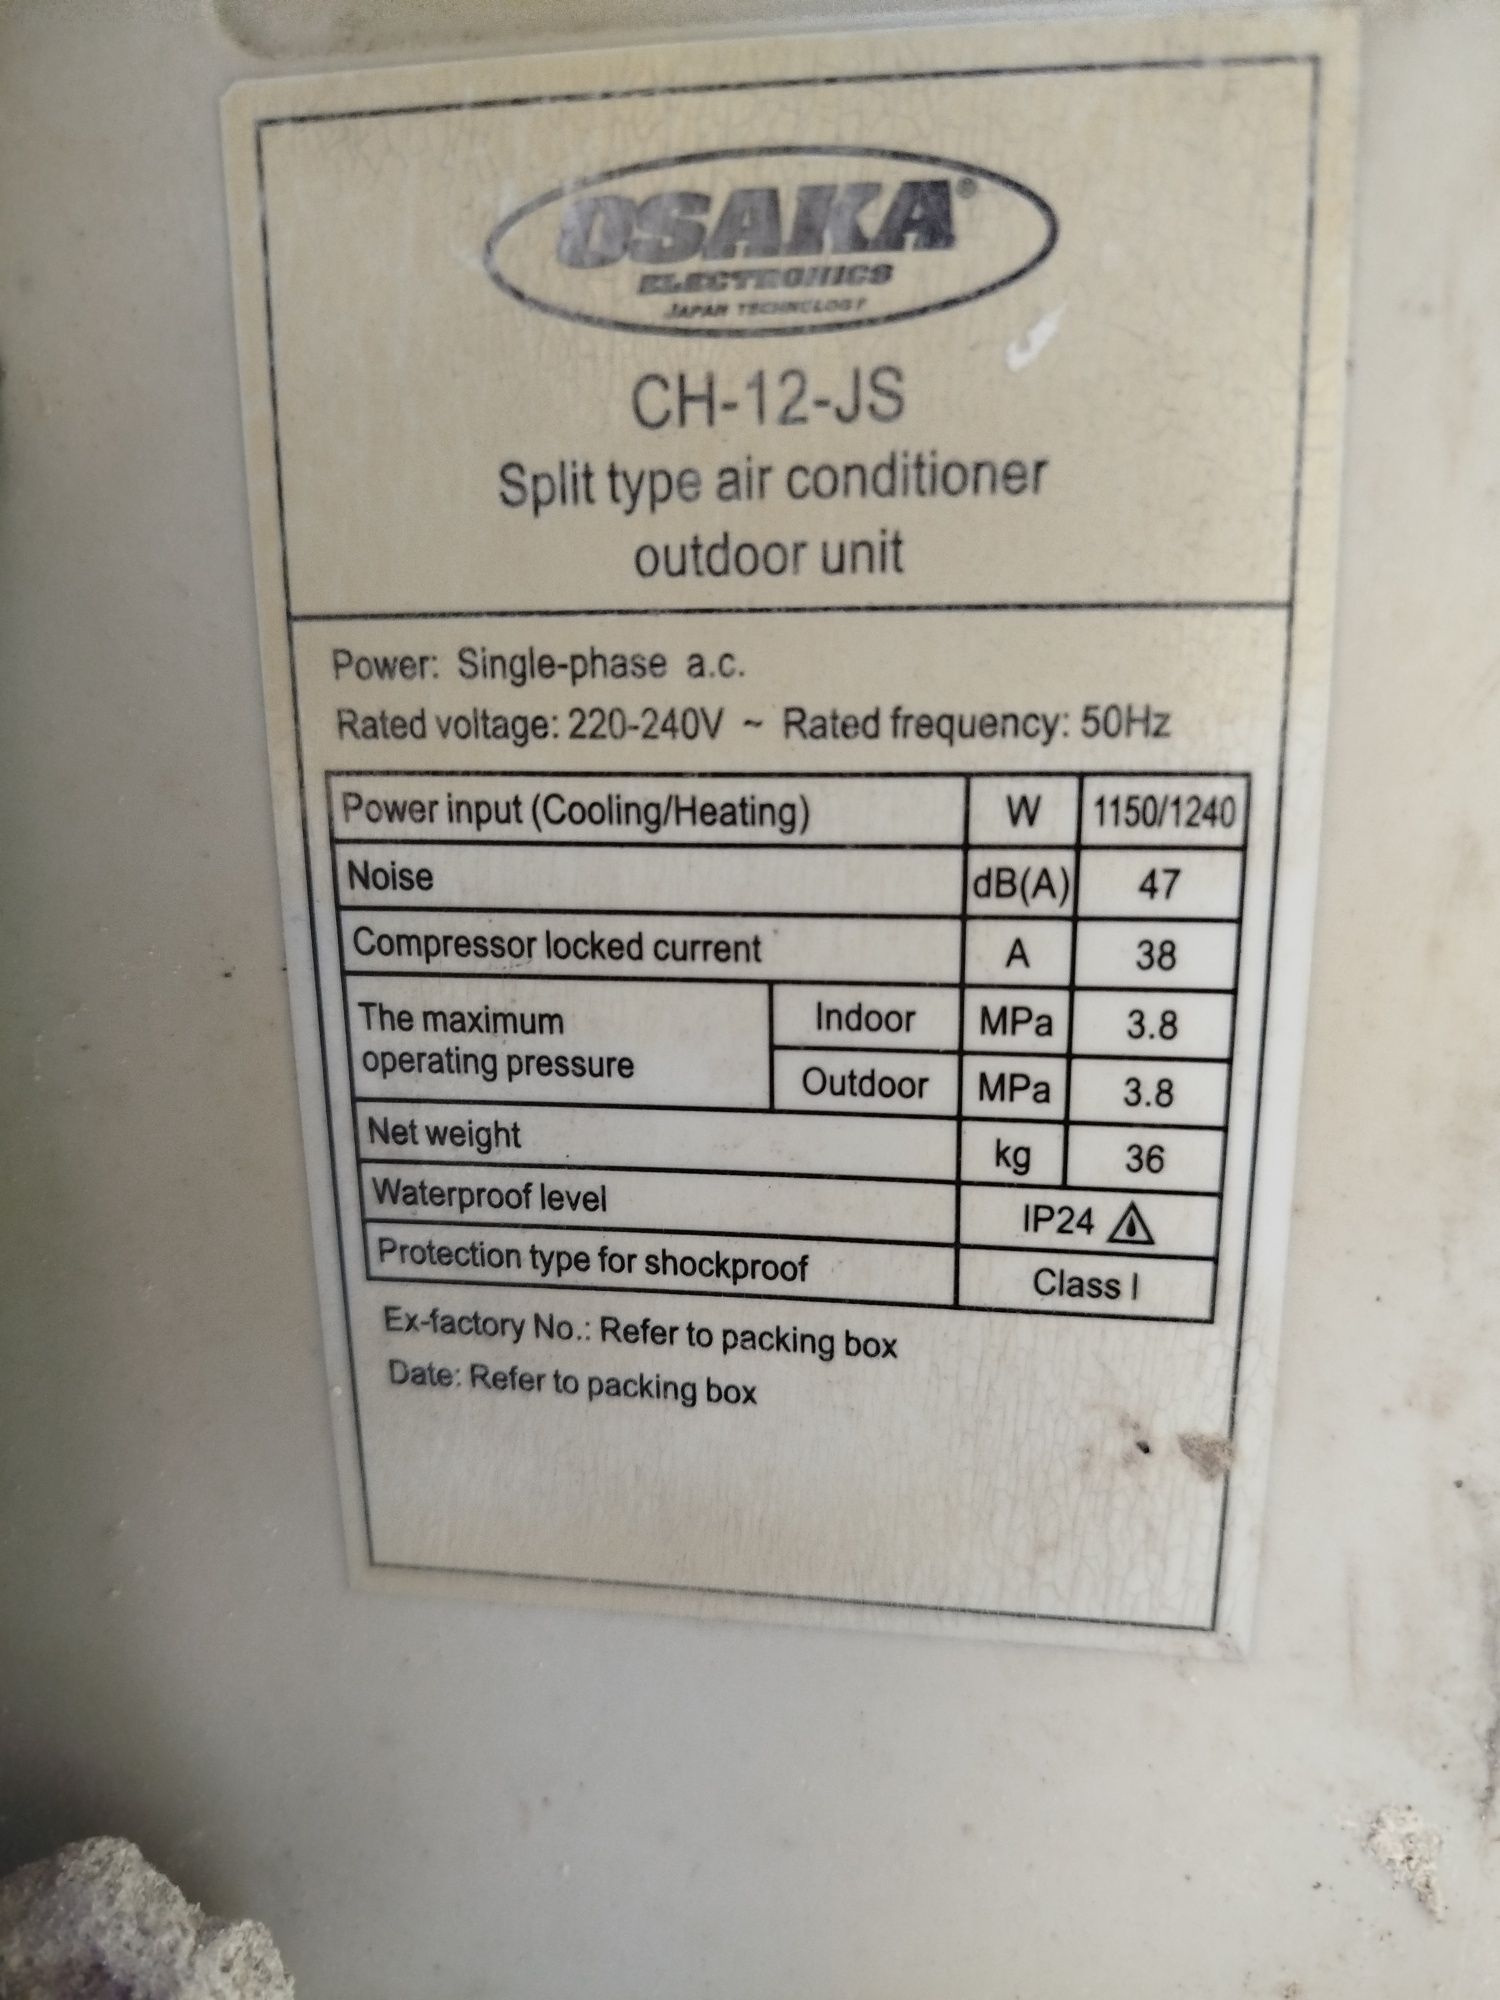 OSAKA®
ELECTRONICS
JAPAN TECHNOLOGY
CH-12-JS
Split type air conditioner
outdoor unit
Power: Single-phase a.c.
Rated voltage: 220-240V ~ Rated frequency: 50Hz
Power input (Cooling/Heating) W 1150/1240
Noise dB(A) 47
Compressor locked current A 38
The maximum operating pressure Indoor MPa 3.8
Outdoor MPa 3.8
Net weight kg 36
Waterproof level IP24
Protection type for shockproof Class I
Ex-factory No.: Refer to packing box
Date: Refer to packing box